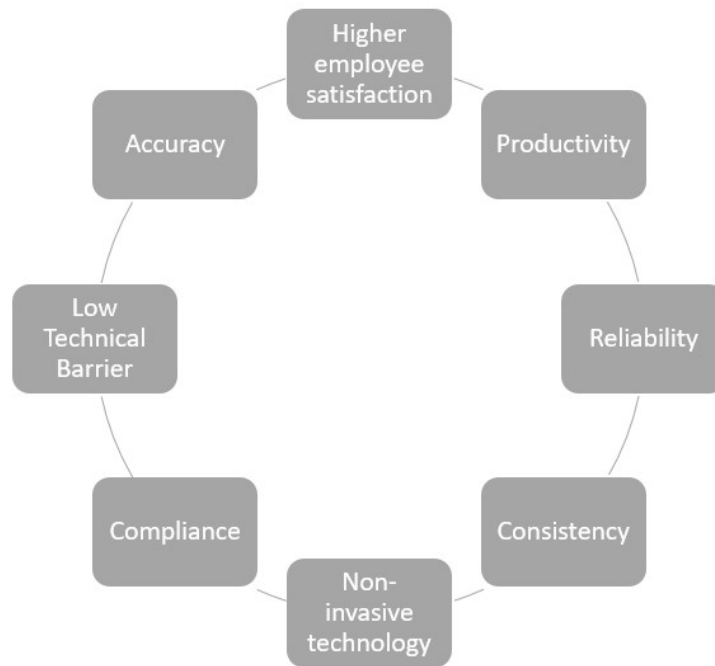 Higher
employee
satisfaction
Productivity
Reliability
Consistency
Non-
invasive
technology
Compliance
Low
Technical
Barrier
Accuracy